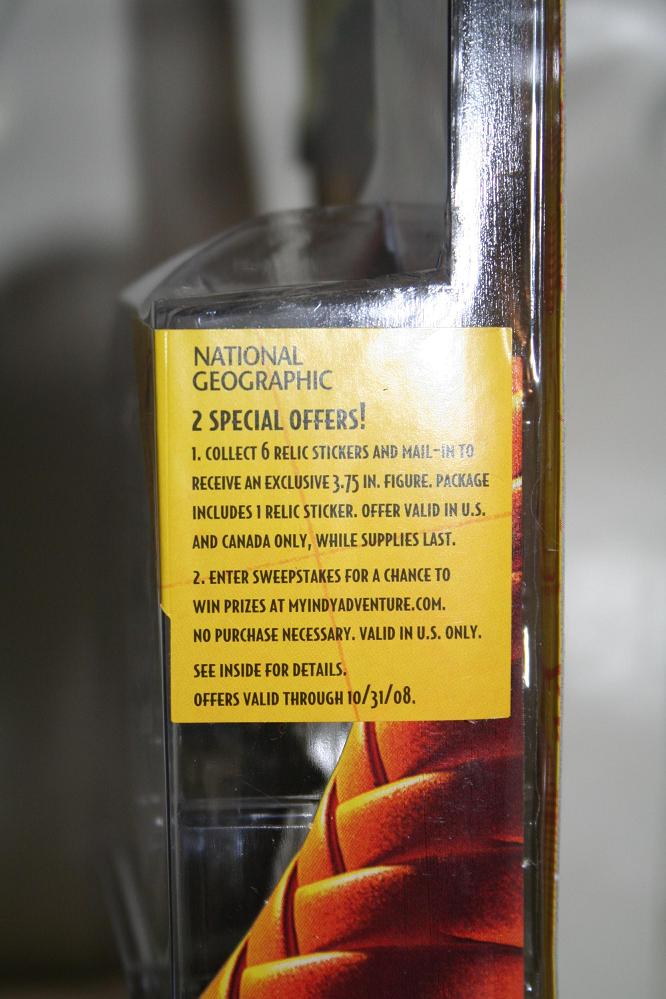 NATIONAL
GEOGRAPHIC
2 SPECIAL OFFERS!
1. COLLECT 6 RELIC STICKERS AND MAIL-IN TO
RECEIVE AN EXCLUSIVE 3.75 IN. FIGURE. PACKAGE
INCLUDES 1 RELIC STICKER. OFFER VALID IN U.S.
AND CANADA ONLY, WHILE SUPPLIES LAST.
2. ENTER SWEEPSTAKES FOR A CHANCE TO
WIN PRIZES AT MYINDYADVENTURE.COM.
NO PURCHASE NECESSARY. VALID IN U.S. ONLY.
SEE INSIDE FOR DETAILS.
OFFERS VALID THROUGH 10/31/08.